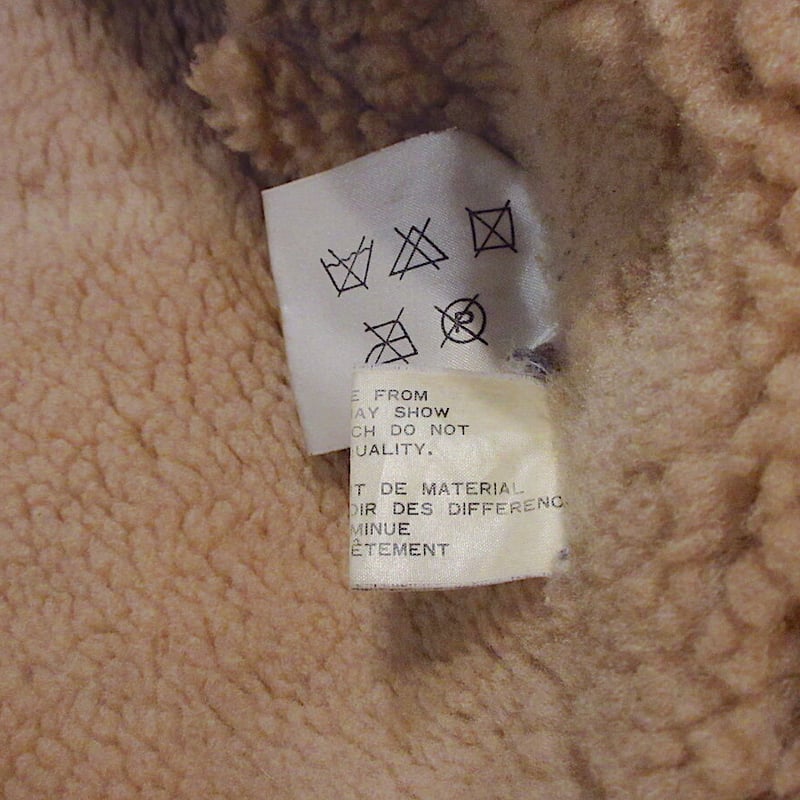 P
E FROM
AY SHOW
CH DO NOT
UALITY.
T DE MATERIAL
OIR DES DIFFERENC
MINUE
ÊTEMENT